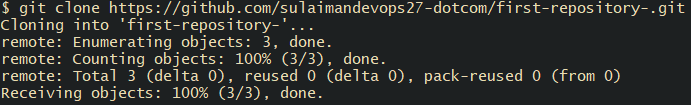 $ git clone https://github.com/sulaimandevops27-dotcom/first-repository-.git
Cloning into 'first-repository-'...
remote: Enumerating objects: 3, done.
remote: Counting objects: 100% (3/3), done.
remote: Total 3 (delta 0), reused 0 (delta 0), pack-reused 0 (from 0)
Receiving objects: 100% (3/3), done.